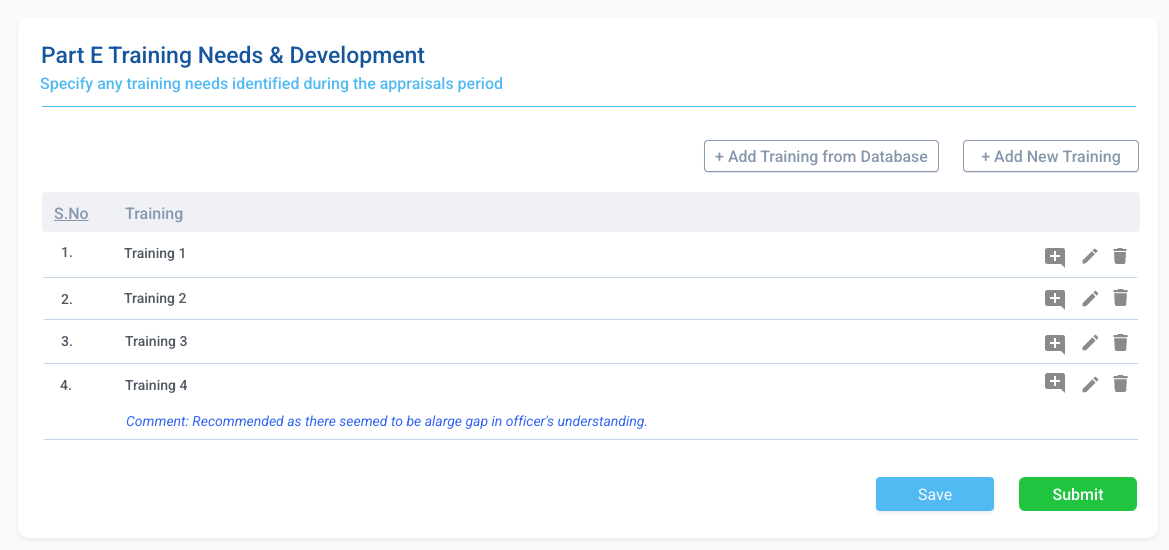 Part E Training Needs & Development
Specify any training needs identified during the appraisals period
+ Add Training from Database + Add New Training
S.No Training
1. Training 1
2. Training 2
3. Training 3
4. Training 4
Comment: Recommended as there seemed to be alarge gap in officer's understanding.
Save Submit